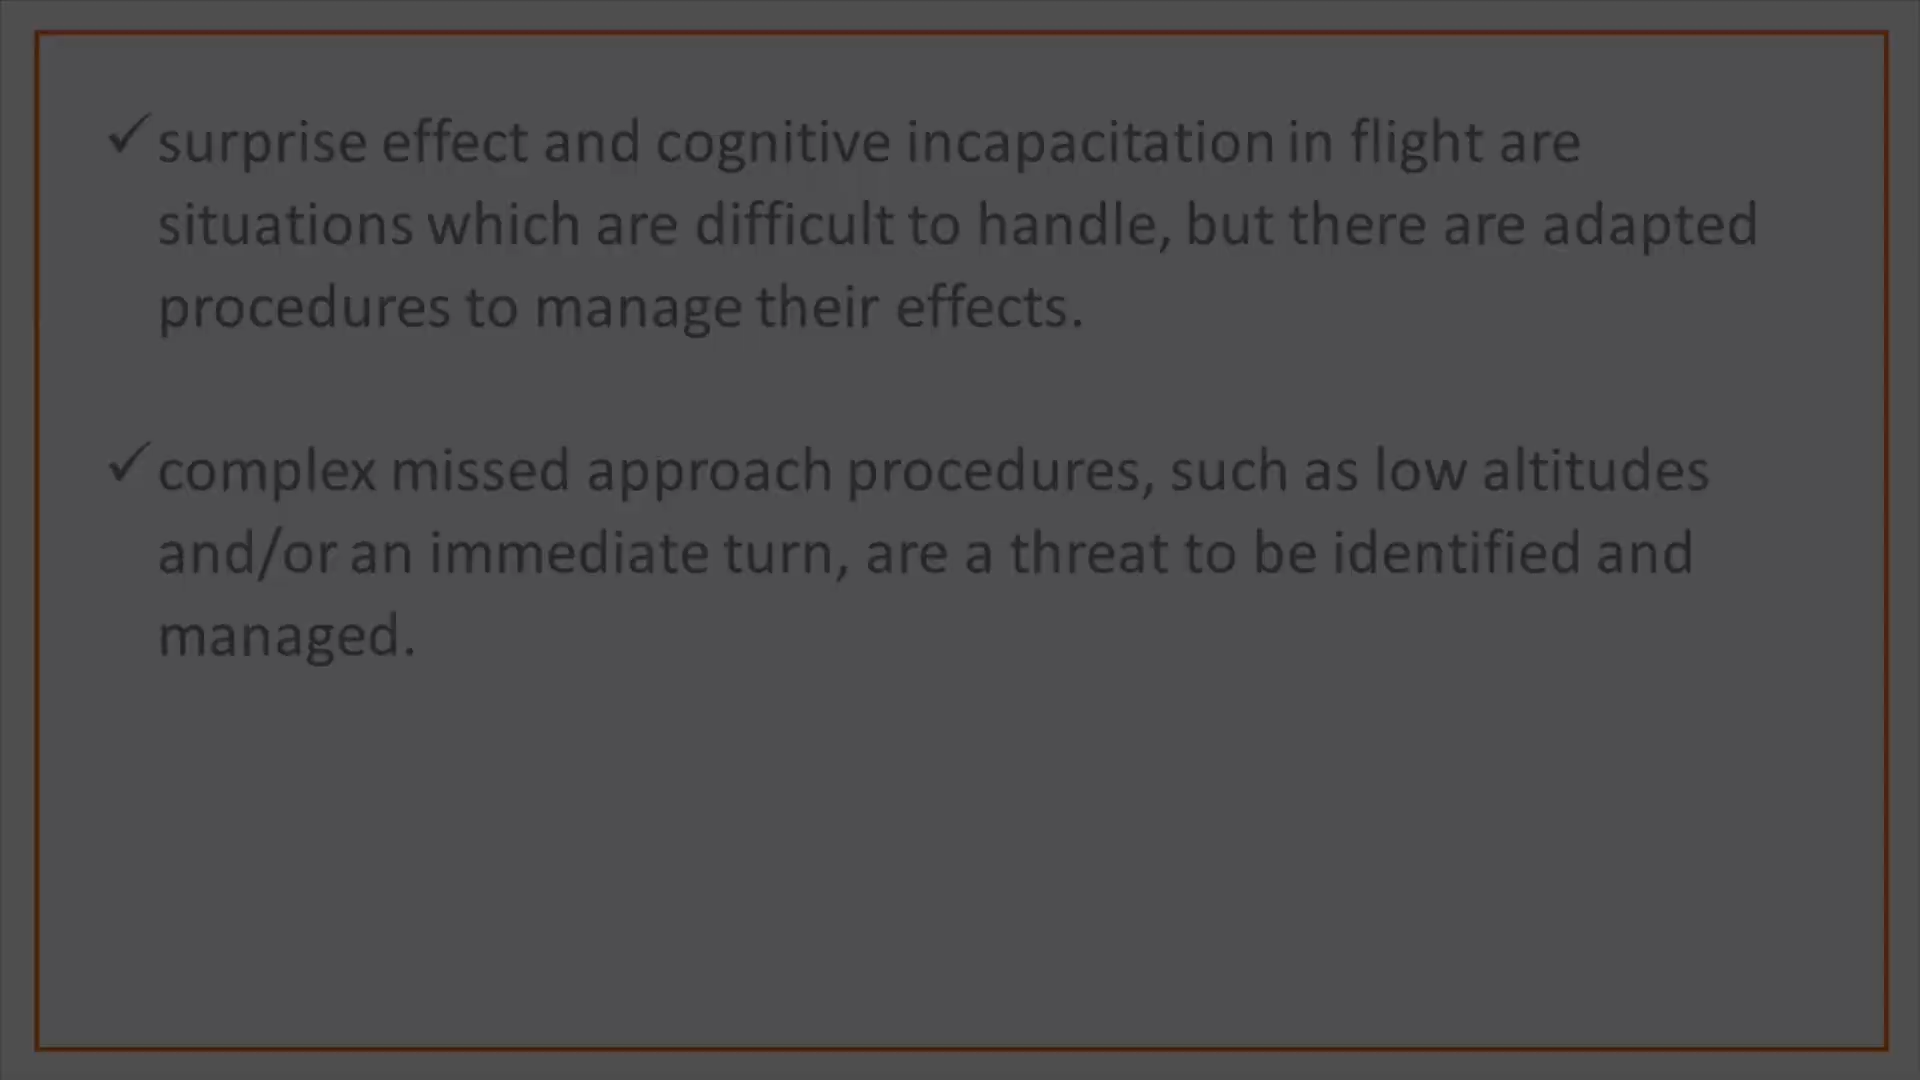 ✓surprise effect and cognitive incapacitation in flight are
situations which are difficult to handle, but there are adapted
procedures to manage their effects.
✓complex missed approach procedures, such as low altitudes
and/or an immediate turn, are a threat to be identified and
managed.